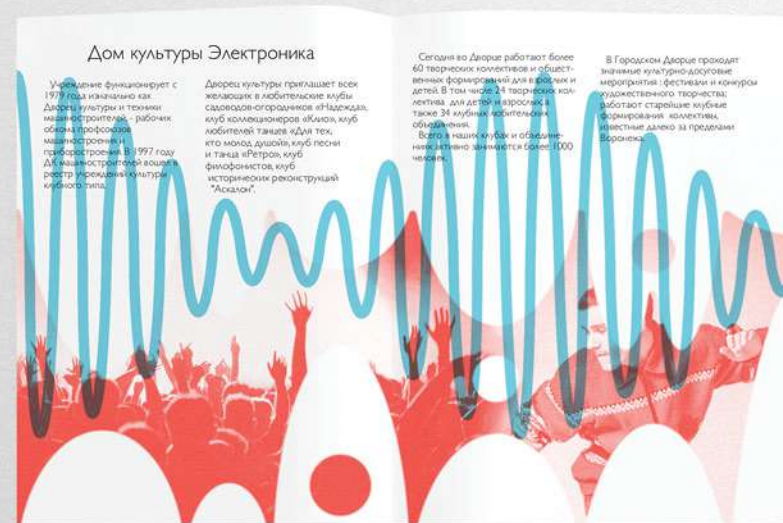 Дом культуры Электроника
Учреждение функционирует с
1979 года изначально как
Дворец культуры и техники
машиностроителей - рабочих
обкома профсоюзов
машиностроения и
приборостроения. В 1997 году
ДК машиностроителей вошел в
реестр учреждений культуры
клубного типа.
Дворец культуры приглашает всех
желающих в любительские клубы
садоводов-огородников «Надежда»,
клуб коллекционеров «Клио», клуб
любителей танцев «Для тех,
кто молод душой», клуб песни
и танца «Ретро», клуб
филофонистов, клуб
исторических реконструкций
"Аскалон".
Сегодня во Дворце работают более
60 творческих коллективов и общест-
венных формирований для взрослых и
детей. В том числе 24 творческих кол-
лектива для детей и взрослых,а
также 34 клубных любительских
объединения.
Всего в наших клубах и объедине-
ниях активно занимаются более 1000
человек.
В Городском Дворце проходят
значимые культурно-досуговые
мероприятия : фестивали и конкурсы
художественного творчества;
работают старейшие клубные
формирования коллективы,
известные далеко за пределами
Воронежа.